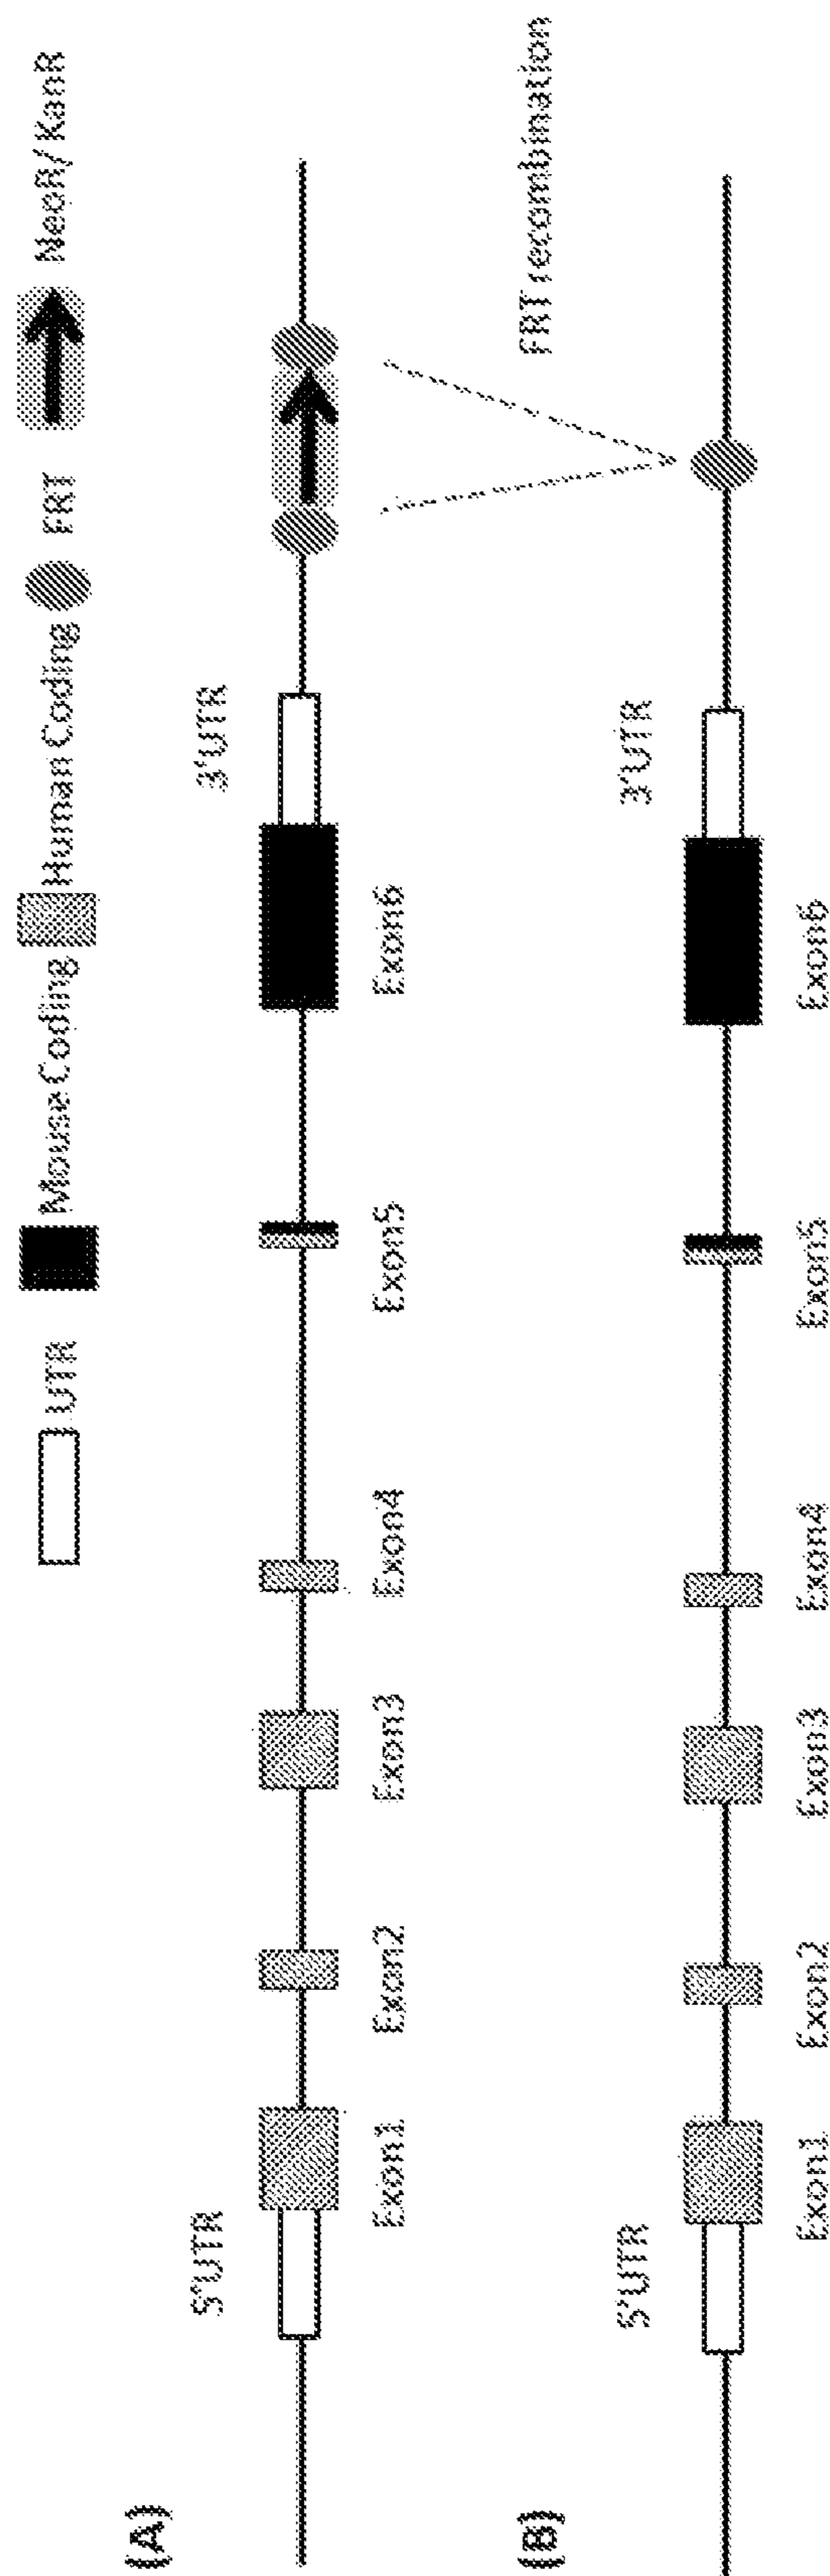 UTR Mouse Coding Human Coding FRT NeoR/ KanR
(A)
5'UTR 3'UTR
Exon1 Exon2 Exon3 Exon4 Exon5 Exon6
(B)
FRT recombination
5'UTR 3'UTR
Exon1 Exon2 Exon3 Exon4 Exon5 Exon6